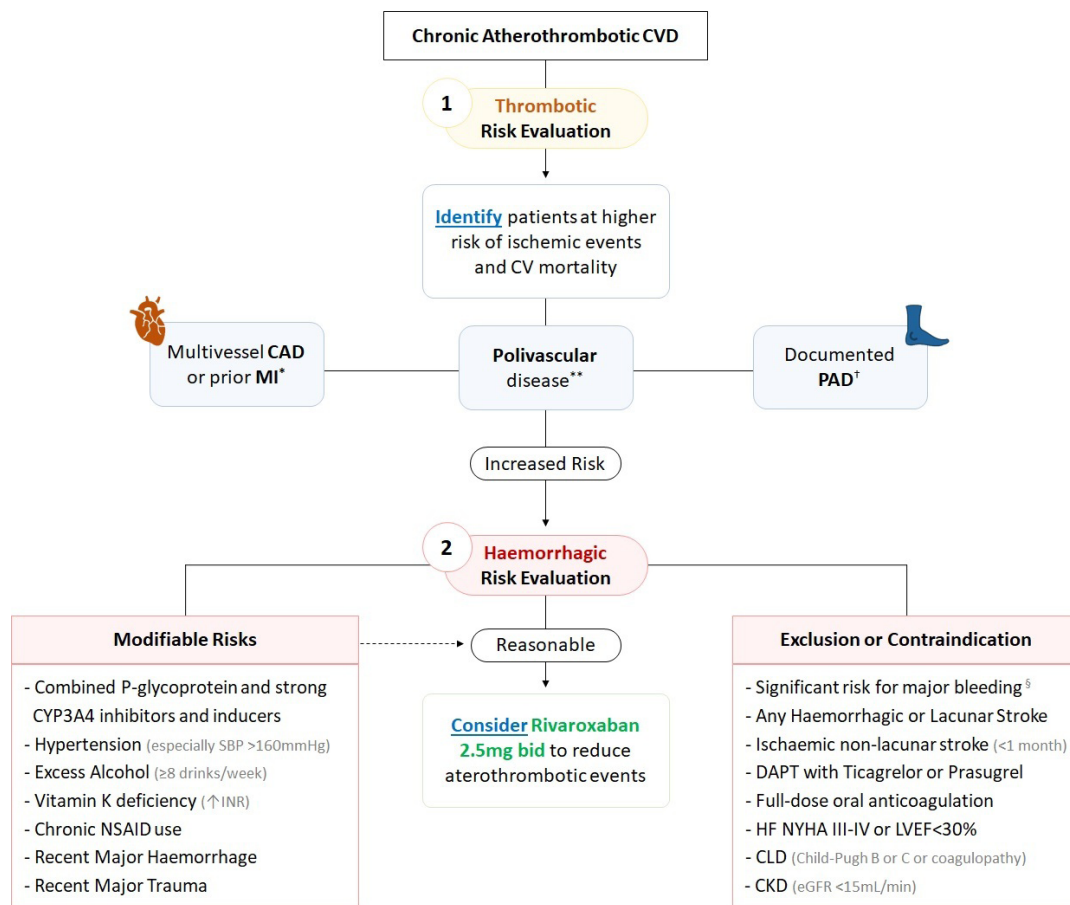 Chronic Atherothrombotic CVD
1
Thrombotic
Risk Evaluation
Identify patients at higher
risk of ischemic events
and CV mortality
Multivessel CAD
or prior MI*
Polivascular
disease**
Documented
PAD†
Increased Risk
2
Haemorrhagic
Risk Evaluation
Modifiable Risks
- Combined P-glycoprotein and strong
CYP3A4 inhibitors and inducers
- Hypertension (especially SBP >160mmHg)
- Excess Alcohol (≥8 drinks/week)
- Vitamin K deficiency (↑INR)
- Chronic NSAID use
- Recent Major Haemorrhage
- Recent Major Trauma
Reasonable
Consider Rivaroxaban
2.5mg bid to reduce
aterothrombotic events
Exclusion or Contraindication
- Significant risk for major bleeding§
- Any Haemorrhagic or Lacunar Stroke
- Ischaemic non-lacunar stroke (<1 month)
- DAPT with Ticagrelor or Prasugrel
- Full-dose oral anticoagulation
- HF NYHA III-IV or LVEF<30%
- CLD (Child-Pugh B or C or coagulopathy)
- CKD (eGFR <15mL/min)